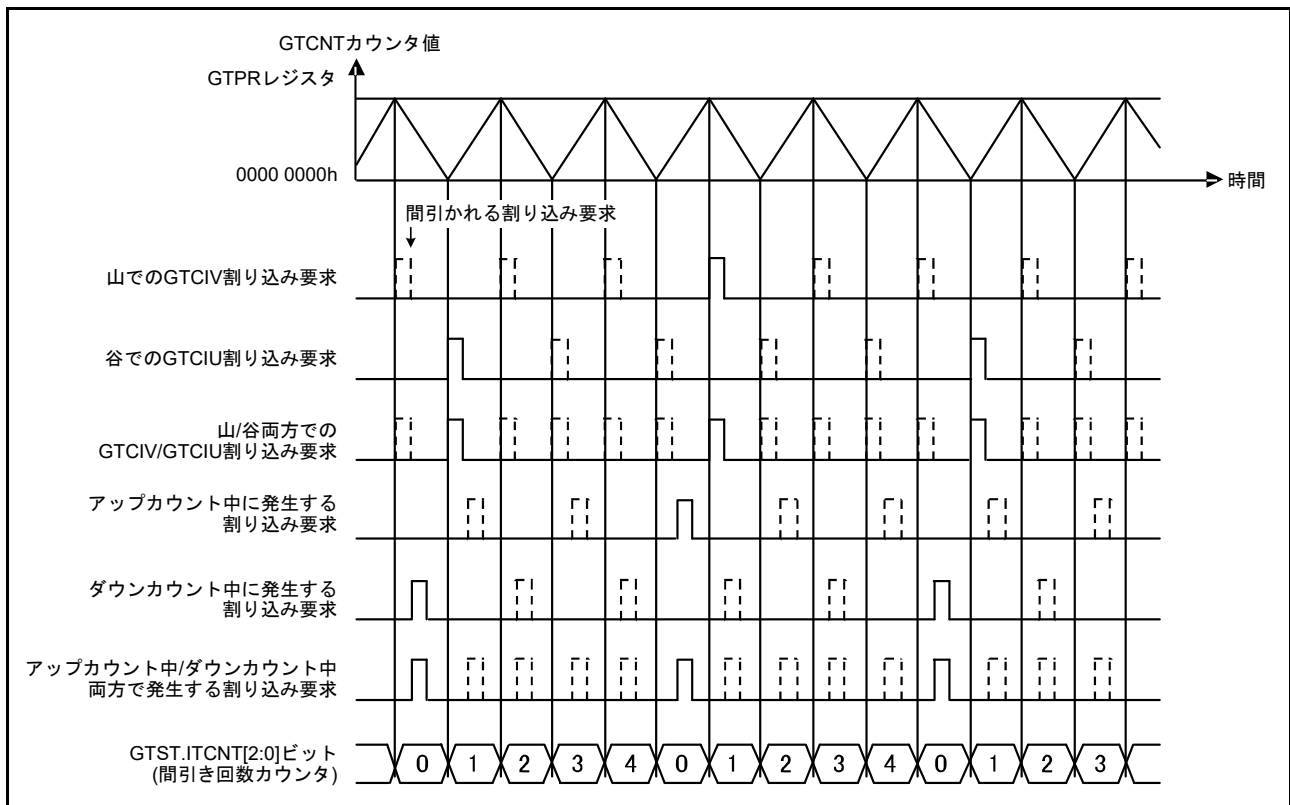 GTCNTカウンタ値
GTPRレジスタ
0000 0000h
時間
間引かれる割り込み要求
山でのGTCIV割り込み要求
谷でのGTCIU割り込み要求
山/谷両方での
GTCIV/GTCIU割り込み要求
アップカウント中に発生する
割り込み要求
ダウンカウント中に発生する
割り込み要求
アップカウント中/ダウンカウント中
両方で発生する割り込み要求
GTST.ITCNT[2:0]ビット
(間引き回数カウンタ)
0 1 2 3 4 0 1 2 3 4 0 1 2 3